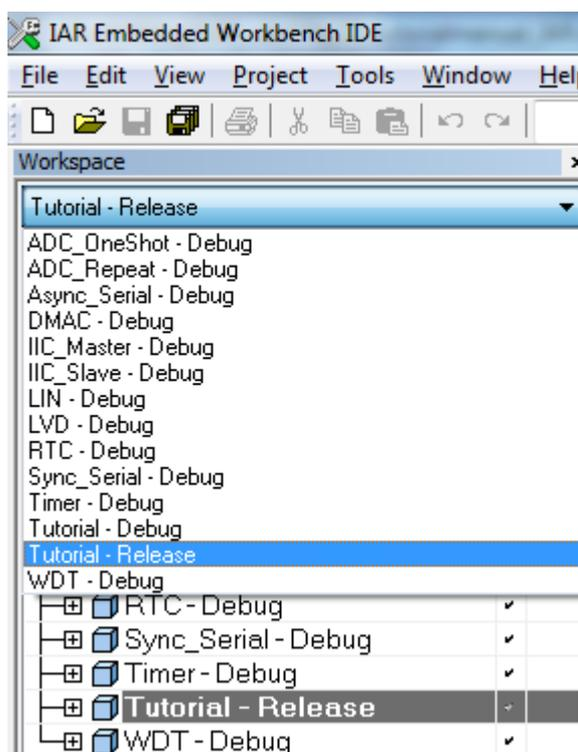 IAR Embedded Workbench IDE
File Edit View Project Tools Window Help
Workspace
Tutorial - Release
ADC_OneShot - Debug
ADC_Repeat - Debug
Async_Serial - Debug
DMAC - Debug
IIC_Master - Debug
IIC_Slave - Debug
LIN - Debug
LVD - Debug
RTC - Debug
Sync_Serial - Debug
Timer - Debug
Tutorial - Debug
Tutorial - Release
WDT - Debug
RTC - Debug
Sync_Serial - Debug
Timer - Debug
Tutorial - Release
WDT - Debug